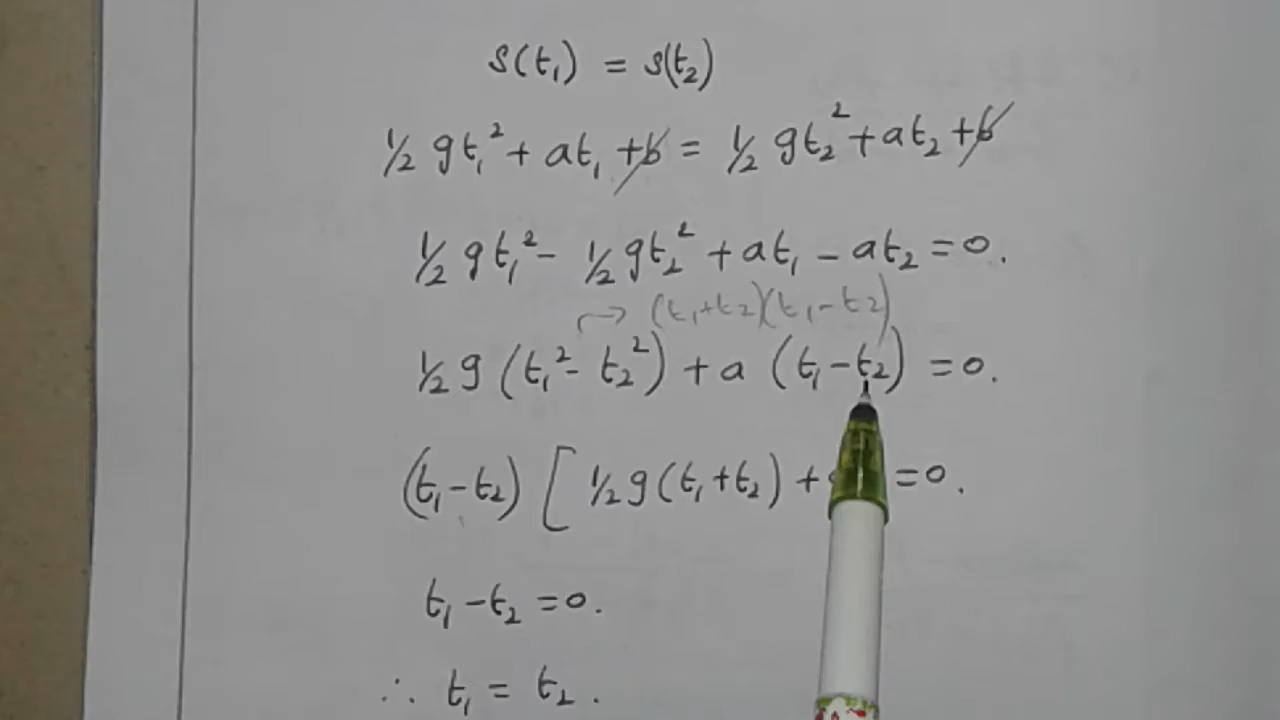 s(t₁) = s(t₂)
½ gt₁² + at₁ + b = ½ gt₂² + at₂ + b
½ gt₁² - ½ gt₂² + at₁ - at₂ = 0.
→ (t₁+t₂)(t₁-t₂)
½ g (t₁² - t₂²) + a (t₁ - t₂) = 0.
(t₁ - t₂) [ ½ g (t₁ + t₂) + = 0.
t₁ - t₂ = 0.
∴ t₁ = t₂.